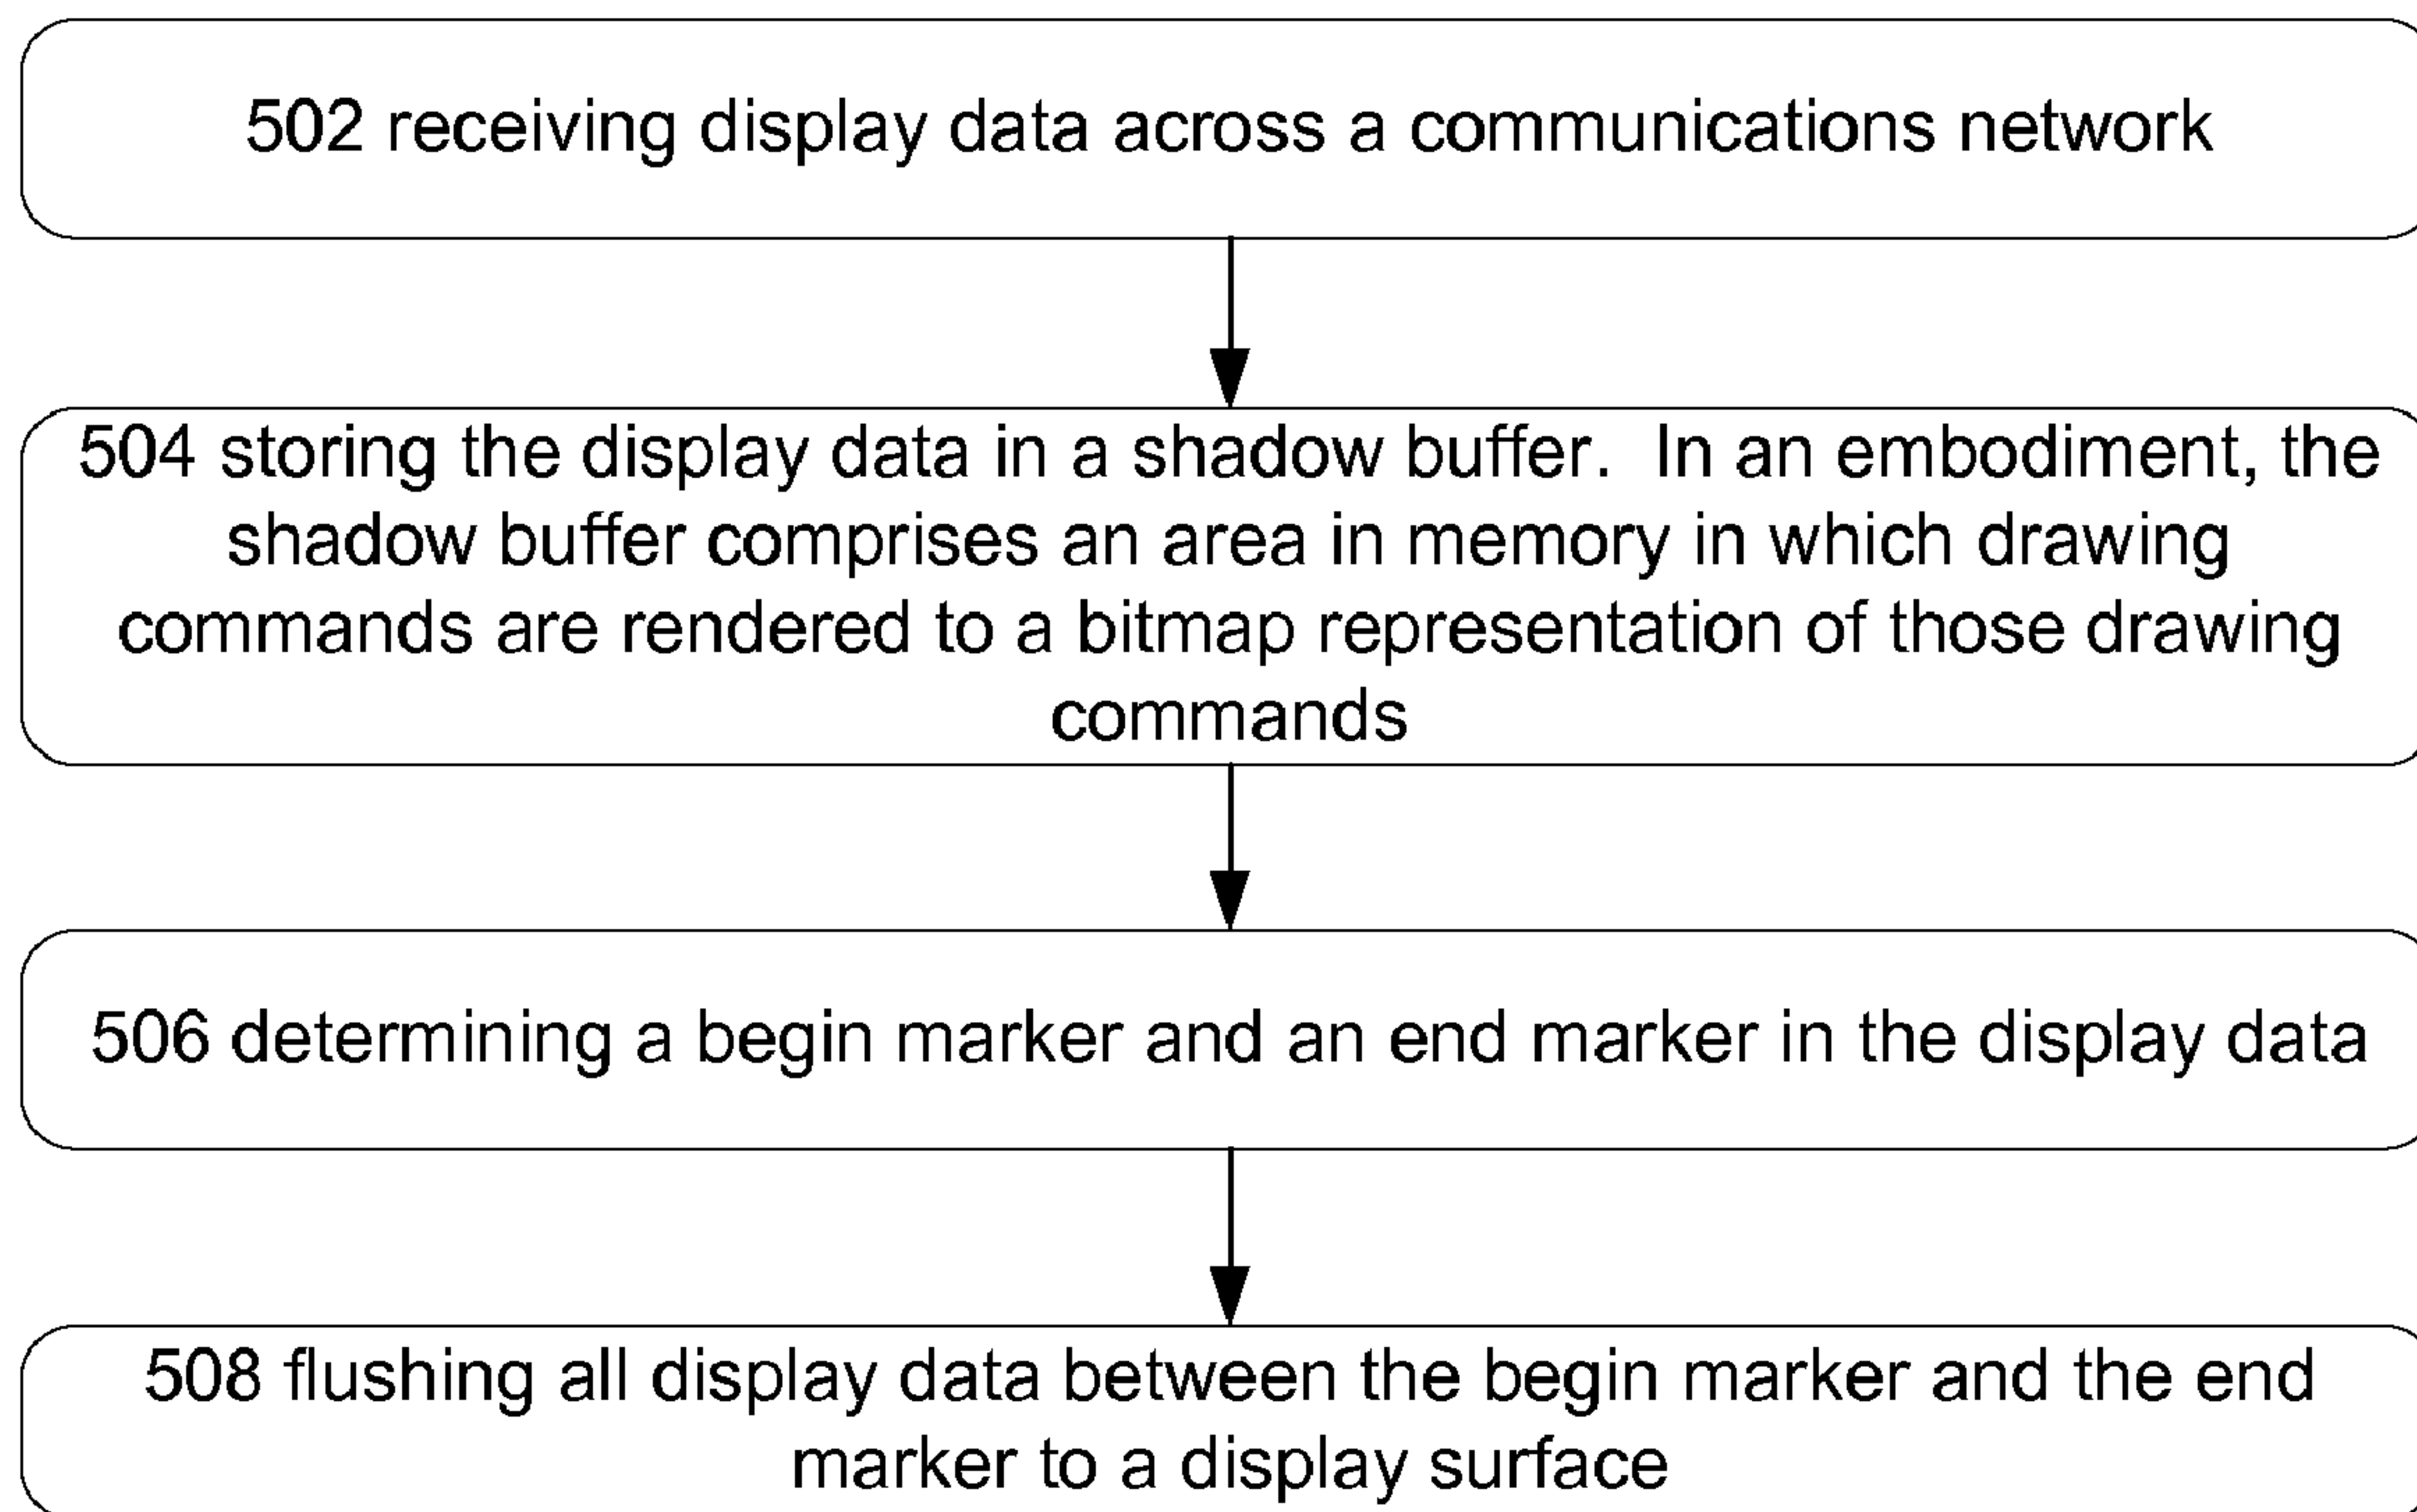 502 receiving display data across a communications network
504 storing the display data in a shadow buffer.  In an embodiment, the
shadow buffer comprises an area in memory in which drawing
commands are rendered to a bitmap representation of those drawing
commands
506 determining a begin marker and an end marker in the display data
508 flushing all display data between the begin marker and the end
marker to a display surface